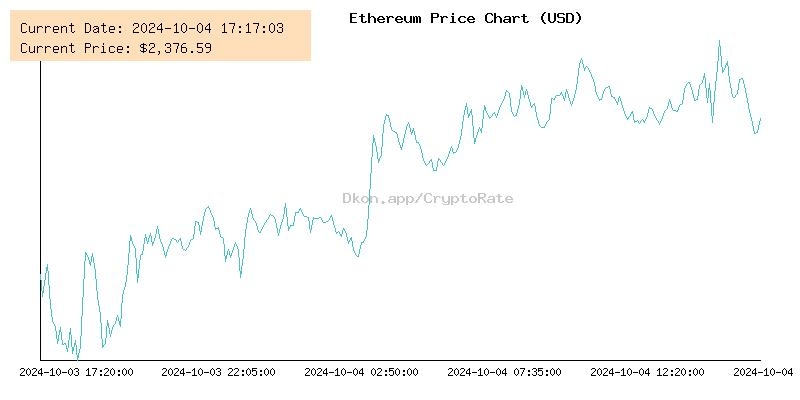 Ethereum Price Chart (USD)
Current Date: 2024-10-04 17:17:03
Current Price: $2,376.59
Dkon.app/CryptoRate
2024-10-03 17:20:00 2024-10-03 22:05:00 2024-10-04 02:50:00 2024-10-04 07:35:00 2024-10-04 12:20:00 2024-10-04